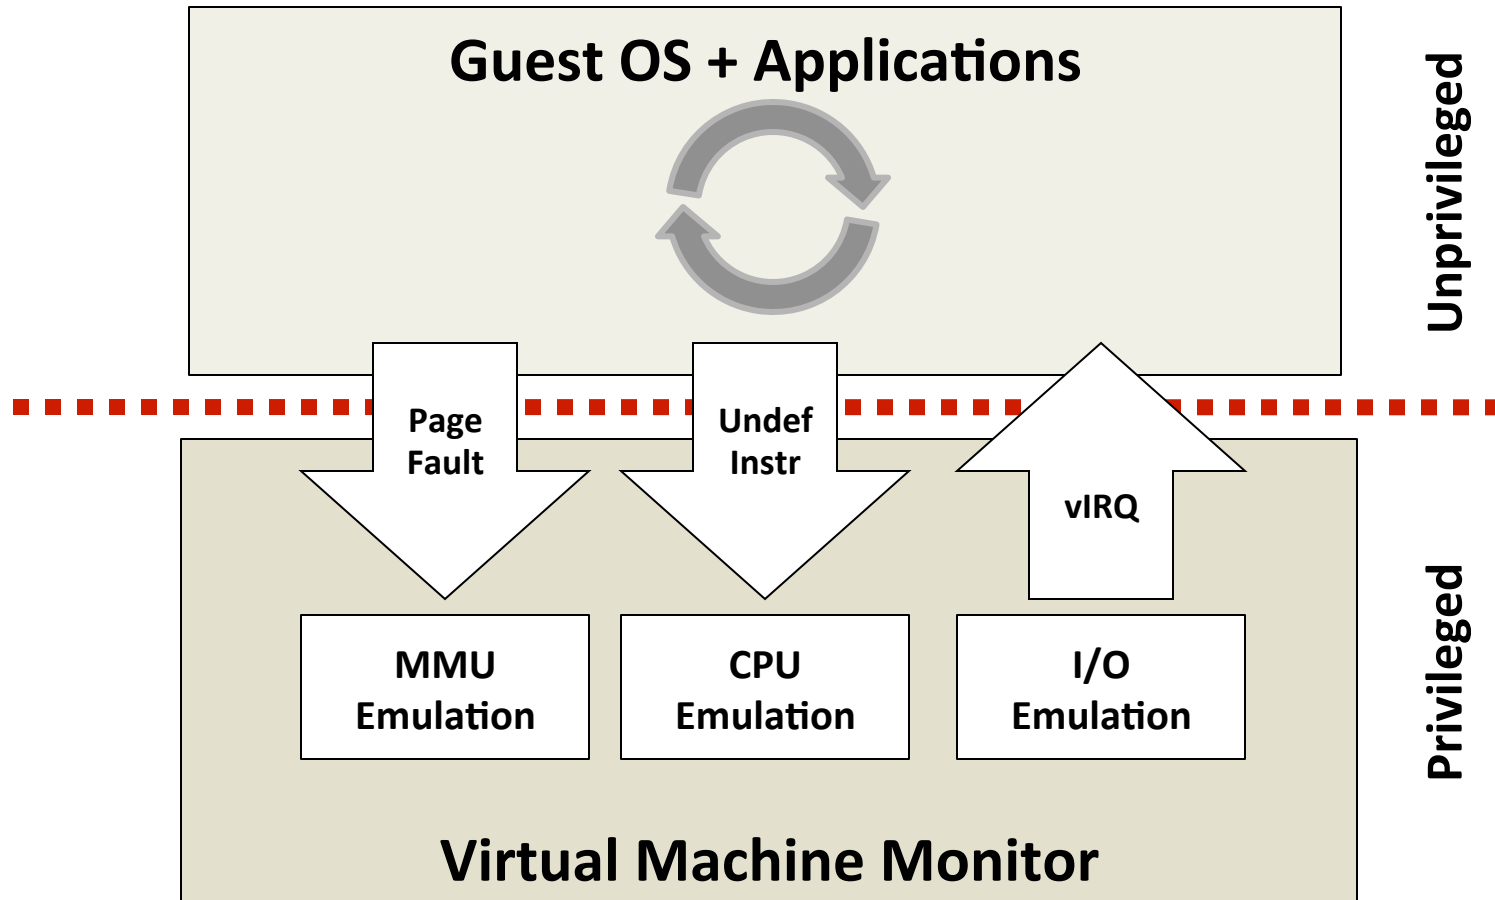 Guest OS + Applications
Unprivileged
Page
Fault
Undef
Instr
vIRQ
MMU
Emulation
CPU
Emulation
I/O
Emulation
Privileged
Virtual Machine Monitor